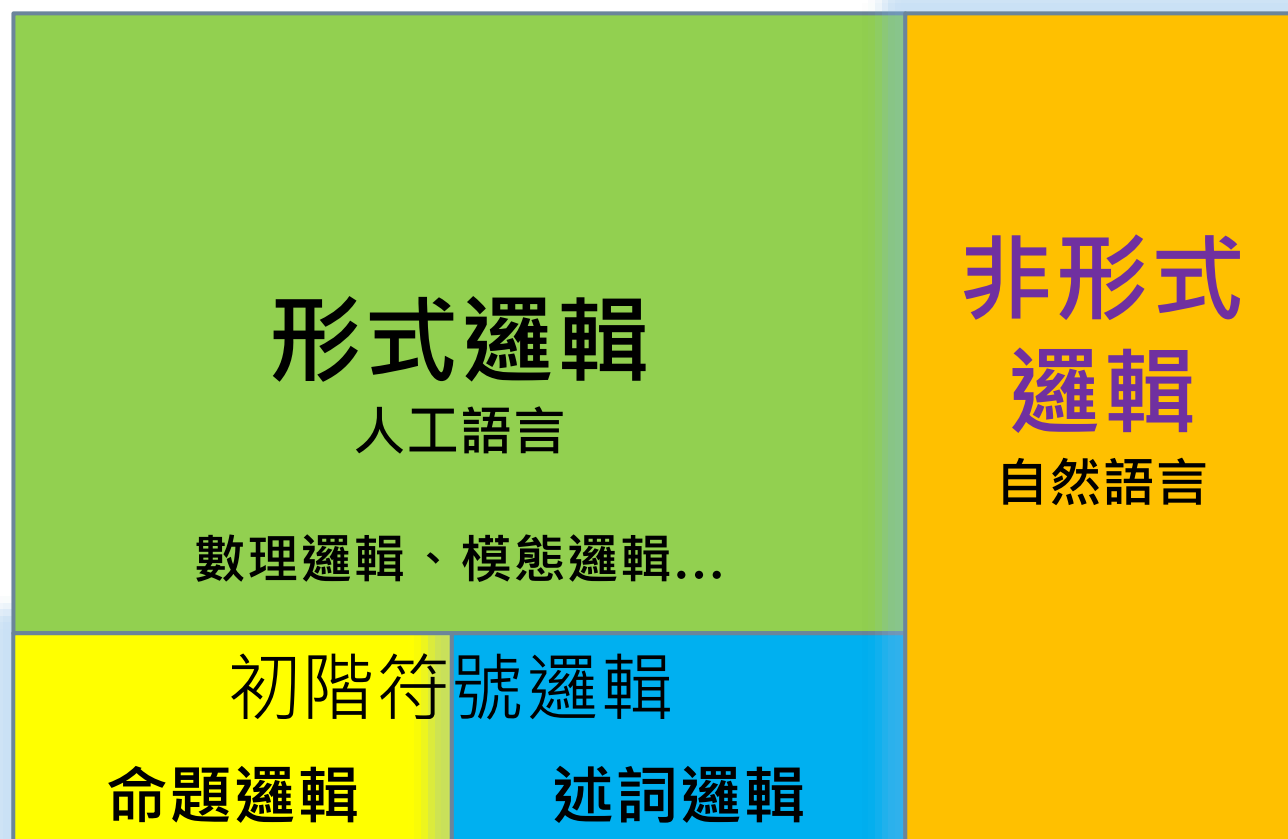 形式邏輯
人工語言
數理邏輯、模態邏輯...
非形式
邏輯
自然語言
初階符號邏輯
命題邏輯
述詞邏輯